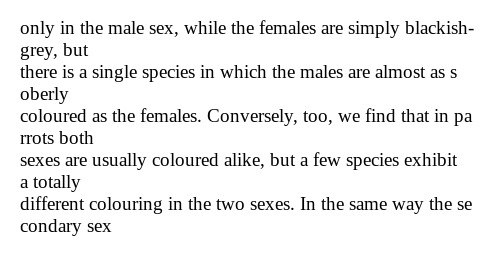 only in the male sex, while the females are simply blackish-
grey, but
there is a single species in which the males are almost as s
oberly
coloured as the females. Conversely, too, we find that in pa
rrots both
sexes are usually coloured alike, but a few species exhibit
a totally
different colouring in the two sexes. In the same way the se
condary sex